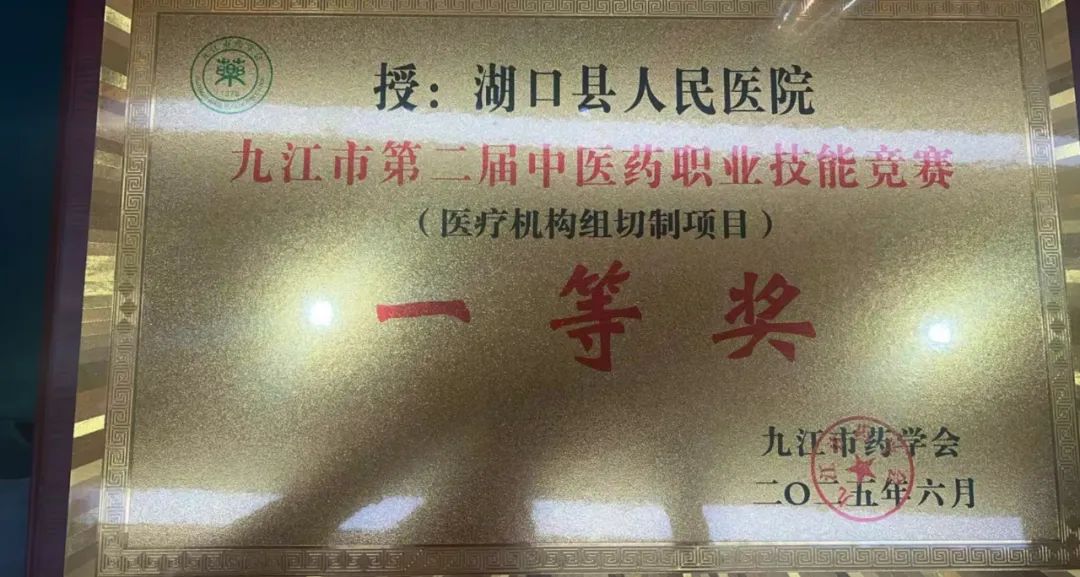 授：湖口县人民医院
九江市第二届中医药职业技能竞赛
（医疗机构组切制项目）
一等奖
九江市药学会
二〇二五年六月